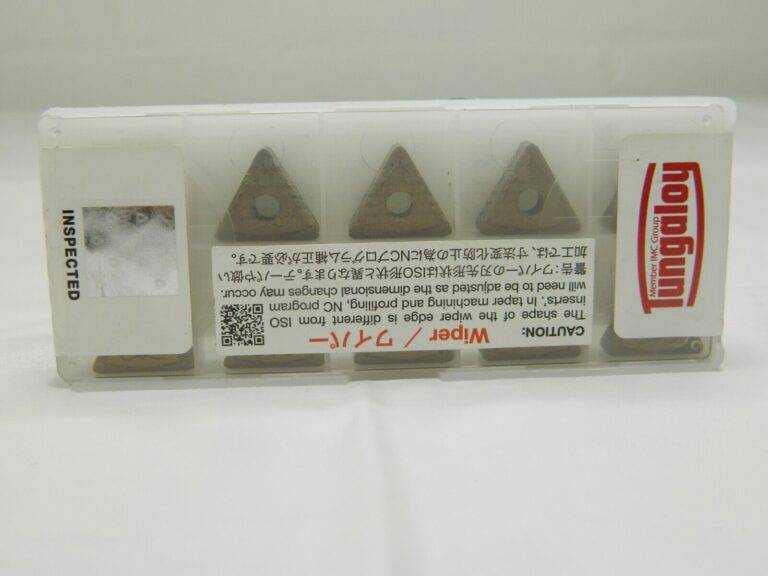 INSPECTED
Wiper / ワイパー
CAUTION:
The shape of the wiper edge is different from ISO
inserts'. In taper machining and profiling, NC program
will need to be adjusted as the dimensional changes may occur.
警告:ワイパーの刃先形状はISO形状と異なります。テーパや倣い
加工では、寸法変化防止の為にNCプログラム補正が必要です。
Tungaloy
Member IMC Group